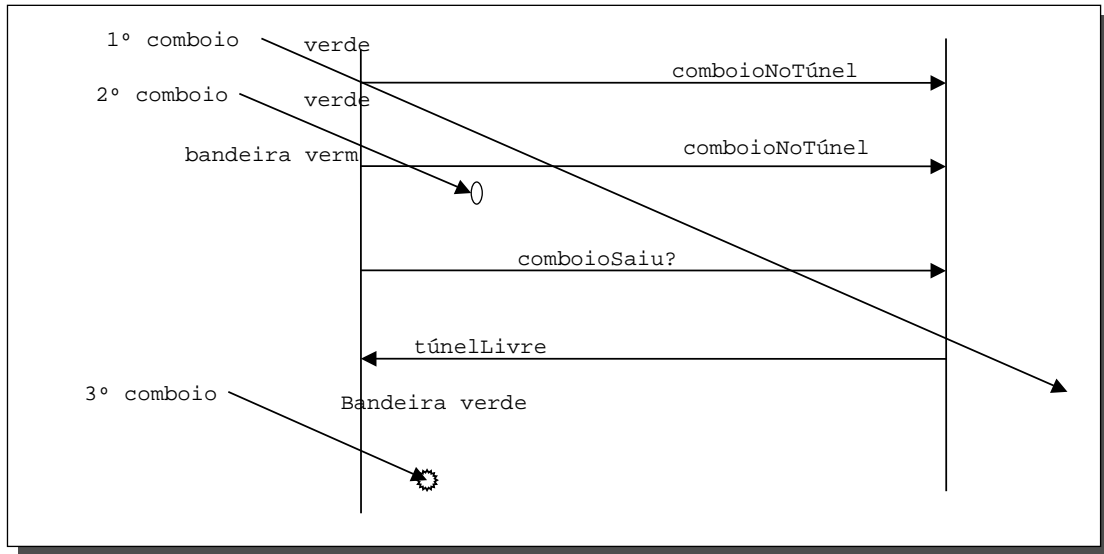 1º comboio
verde
comboioNoTúnel
2º comboio
verde
bandeira verm
comboioNoTúnel
comboioSaiu?
túnelLivre
3º comboio
Bandeira verde